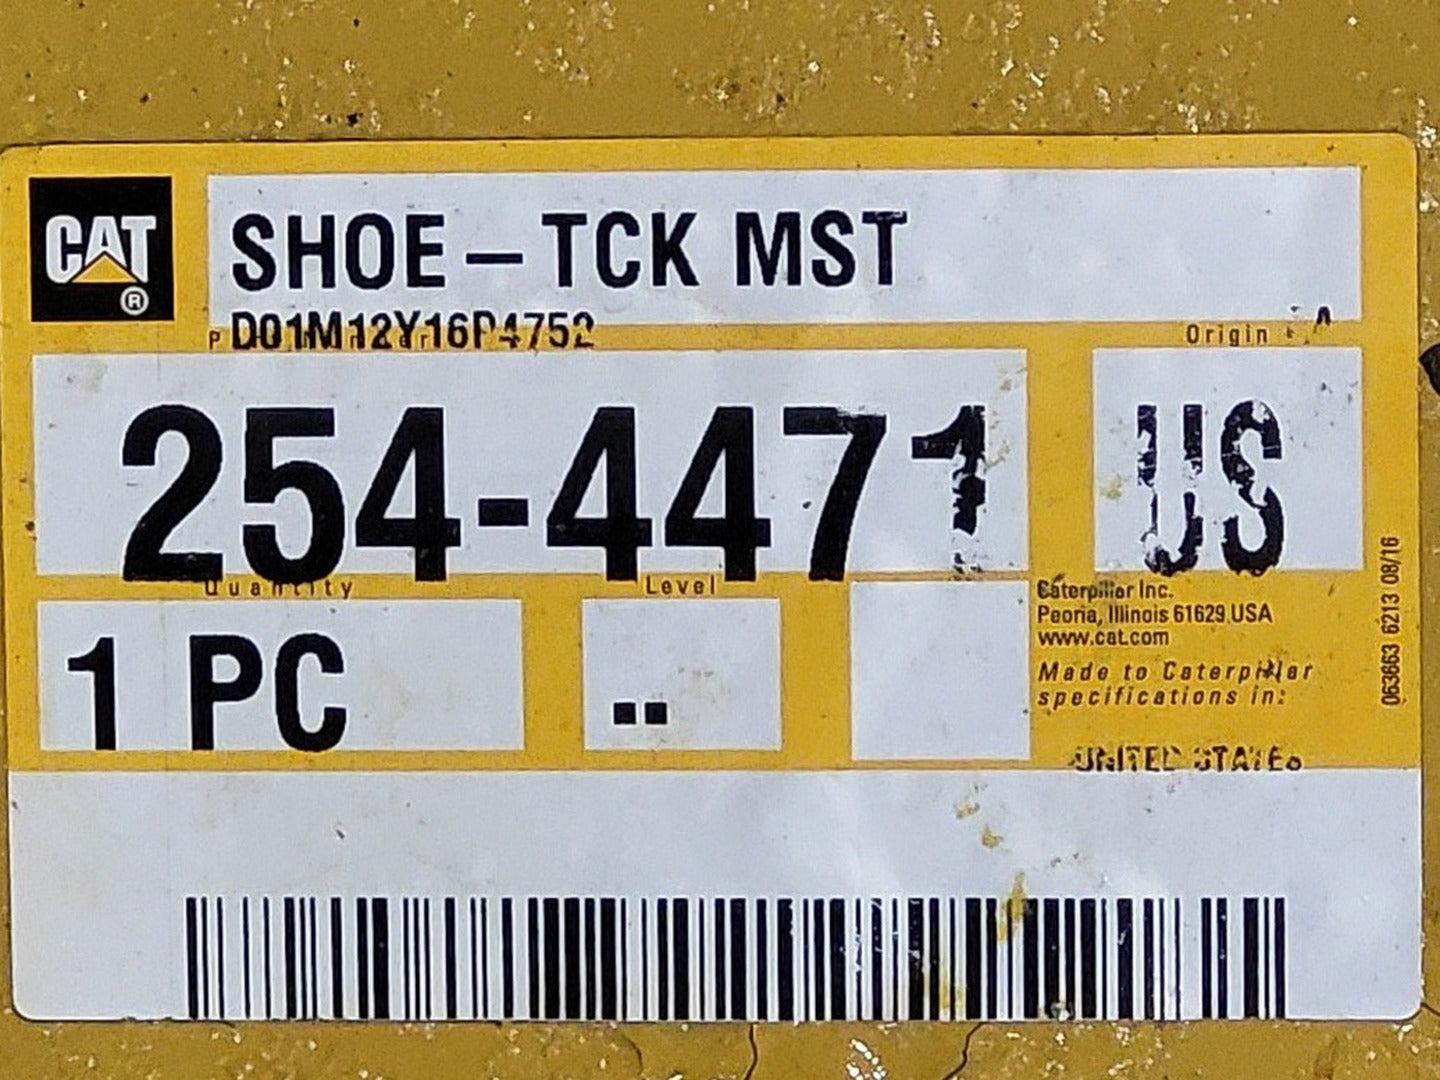 CAT
®
SHOE – TCK MST
D01M12Y16P4752
Origin
254-4471
US
Quantity
Level
1 PC
--
Caterpillar Inc.
Peoria, Illinois 61629 USA
www.cat.com
Made to Caterpillar
specifications in:
UNITED STATES
063663 6213 08/16